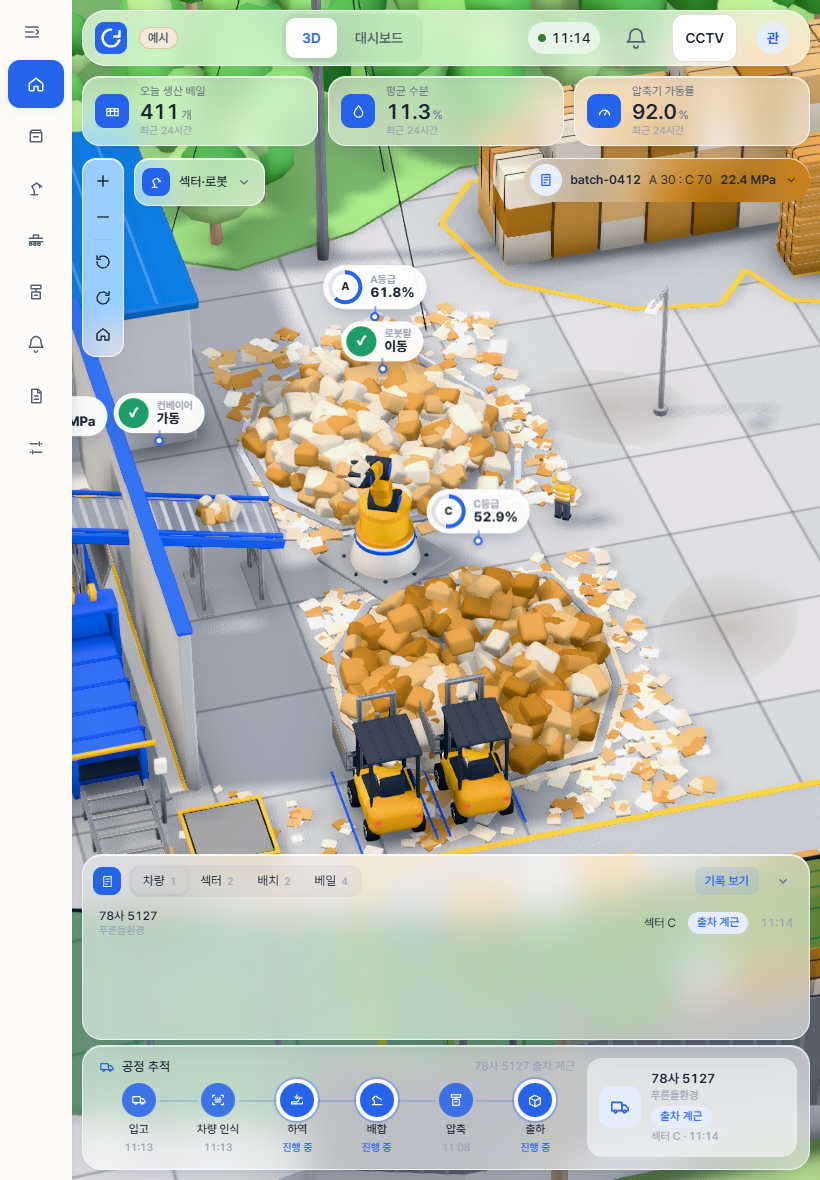 예시
3D
대시보드
11:14
CCTV
관
오늘 생산 베일
411개
최근 24시간
평균 수분
11.3%
최근 24시간
압축기 가동률
92.0%
최근 24시간
섹터·로봇
batch-0412 A 30 : C 70 22.4 MPa
A
A등급
61.8%
로봇팔
이동
MPa
컨베이어
가동
C
C등급
52.9%
차량 1
섹터 2
배치 2
베일 4
기록 보기
78사 5127
푸른들환경
섹터 C
출차 계근
11:14
공정 추적
78사 5127 출차 계근
입고
11:13
차량 인식
11:13
하역
진행 중
배합
진행 중
압축
11:08
출하
진행 중
78사 5127
푸른들환경
출차 계근
섹터 C · 11:14